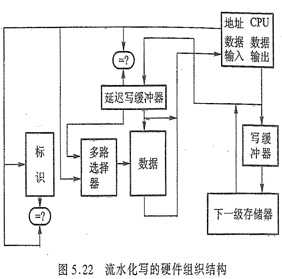 地址 CPU
数据 数据
输入 输出
=?
延迟写缓冲器
写缓
冲器
标
识
多路
选择
器
数据
=?
下一级存储器
图 5.22 流水化写的硬件组织结构